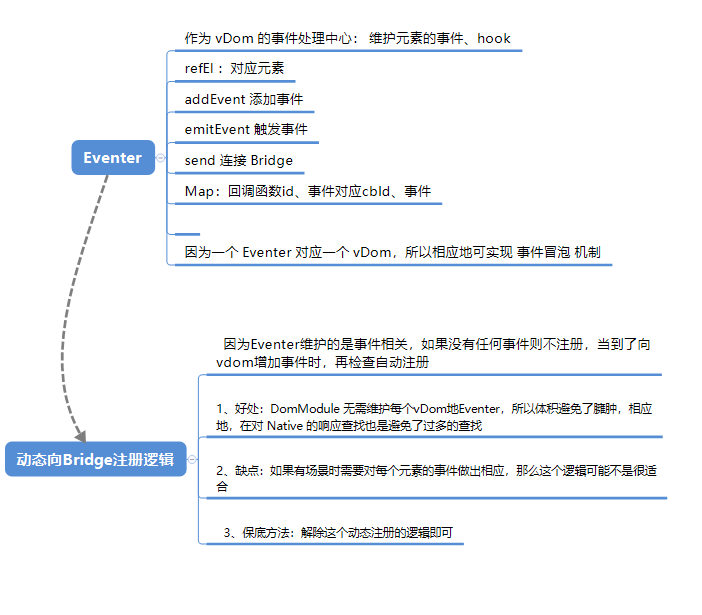 作为 vDom 的事件处理中心： 维护元素的事件、hook
refEl ：对应元素
addEvent 添加事件
emitEvent 触发事件
Eventer
send 连接 Bridge
Map：回调函数id、事件对应cbId、事件
因为一个 Eventer 对应一个 vDom，所以相应地可实现 事件冒泡 机制
因为Eventer维护的是事件相关，如果没有任何事件则不注册，当到了向
vdom增加事件时，再检查自动注册
1、好处：DomModule 无需维护每个vDom地Eventer，所以体积避免了臃肿，相应
地，在对 Native 的响应查找也是避免了过多的查找
动态向Bridge注册逻辑
2、缺点：如果有场景时需要对每个元素的事件做出相应，那么这个逻辑可能不是很适
合
3、保底方法：解除这个动态注册的逻辑即可